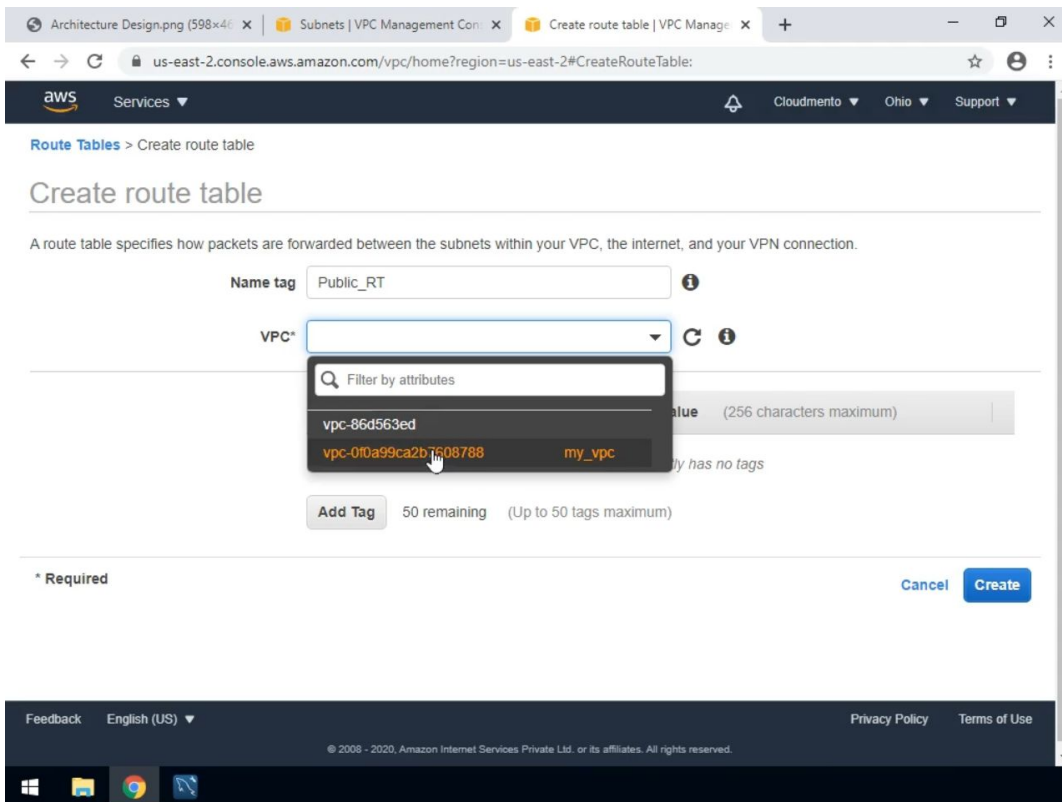 Architecture Design.png (598×46
Subnets | VPC Management Con
Create route table | VPC Manage
us-east-2.console.aws.amazon.com/vpc/home?region=us-east-2#CreateRouteTable:
aws
Services
Cloudmento
Ohio
Support
Route Tables > Create route table
Create route table
A route table specifies how packets are forwarded between the subnets within your VPC, the internet, and your VPN connection.
Name tag
Public_RT
VPC*
Filter by attributes
alue (256 characters maximum)
vpc-86d563ed
vpc-0f0a99ca2b7608788 my_vpc
tly has no tags
Add Tag 50 remaining (Up to 50 tags maximum)
* Required
Cancel
Create
Feedback
English (US)
Privacy Policy
Terms of Use
© 2008 - 2020, Amazon Internet Services Private Ltd. or its affiliates. All rights reserved.